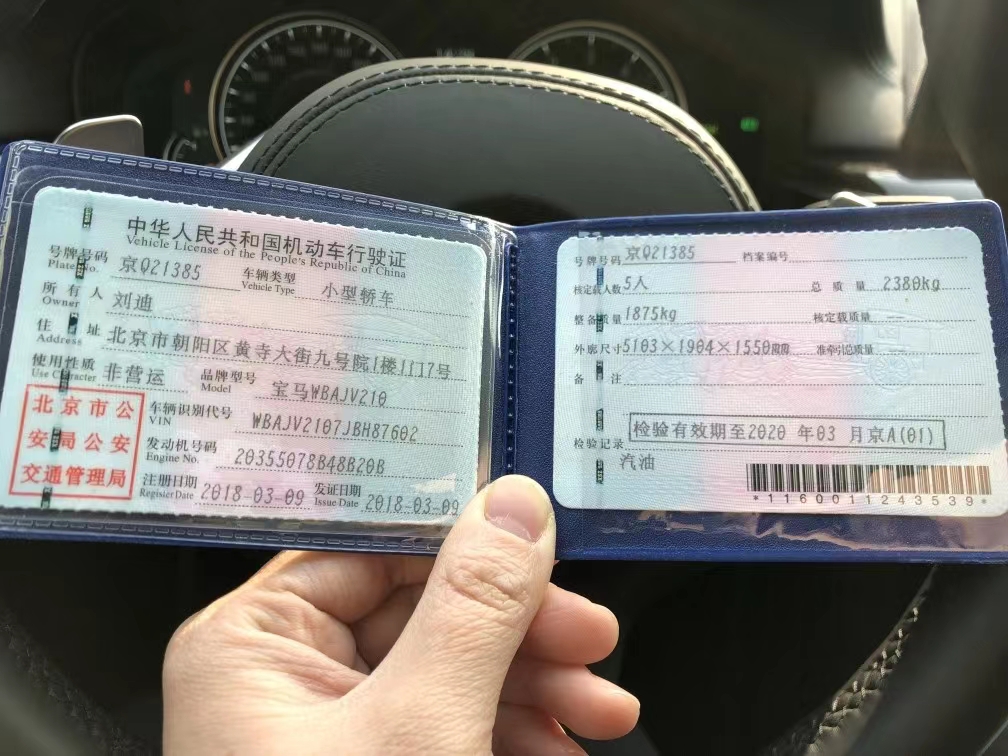 中华人民共和国机动车行驶证
Vehicle License of the People's Republic of China
号牌号码 京Q21385 车辆类型 小型轿车
Plate No. Vehicle Type
所有人 刘迪
Owner
住址 北京市朝阳区黄寺大街九号院1楼1117号
Address
使用性质 非营运 品牌型号 宝马WBAJV210
Use Character Model
北京市公
安局公安
交通管理局
车辆识别代号 WBAJV2107JBH87602
VIN
发动机号码 20355078B48B20B
Engine No.
注册日期 2018-03-09 发证日期 2018-03-09
Register Date Issue Date
号牌号码 京Q21385 档案编号
核定载人数 5人 总质量 2380kg
整备质量 1875kg 核定载质量
外廓尺寸 5103×1904×1550 准牵引总质量
备注
检验记录 检验有效期至2020 年03 月京A(01)
汽油
*1160011243539*